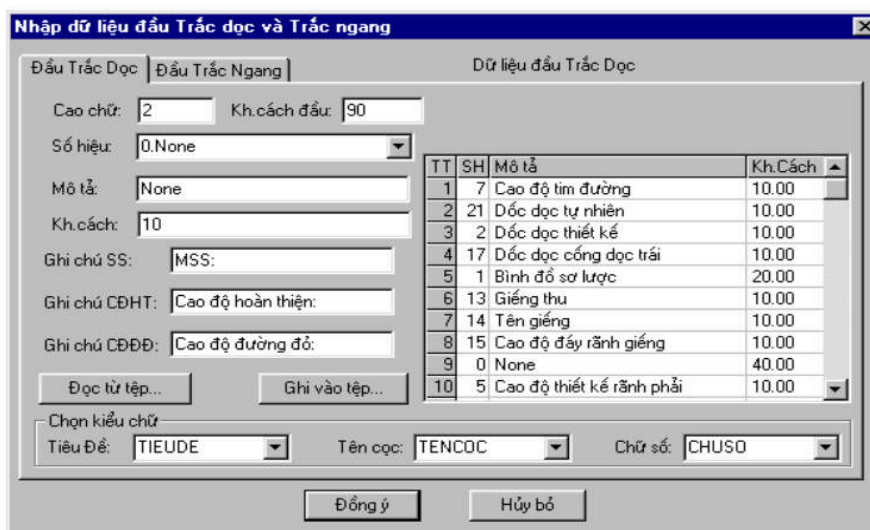 Nhập dữ liệu đầu Trắc dọc và Trắc ngang
Đầu Trắc Dọc Đầu Trắc Ngang Dữ liệu đầu Trắc Dọc
Cao chữ: 2 Kh.cách đầu: 90
Số hiệu: 0.None
Mô tả: None
Kh.cách: 10
Ghi chú SS: MSS:
Ghi chú CĐHT: Cao độ hoàn thiện:
Ghi chú CĐĐĐ: Cao độ đường đỏ:
Đọc từ tệp... Ghi vào tệp...
TT SH Mô tả Kh.Cách
1 7 Cao độ tim đường 10.00
2 21 Dốc dọc tự nhiên 10.00
3 2 Dốc dọc thiết kế 10.00
4 17 Dốc dọc cống dọc trái 10.00
5 1 Bình đồ sơ lược 20.00
6 13 Giếng thu 10.00
7 14 Tên giếng 10.00
8 15 Cao độ đáy rãnh giếng 10.00
9 0 None 40.00
10 5 Cao độ thiết kế rãnh phải 10.00
Chọn kiểu chữ
Tiêu Đề: TIEUDE Tên cọc: TENCOC Chữ số: CHUSO
Đồng ý Hủy bỏ